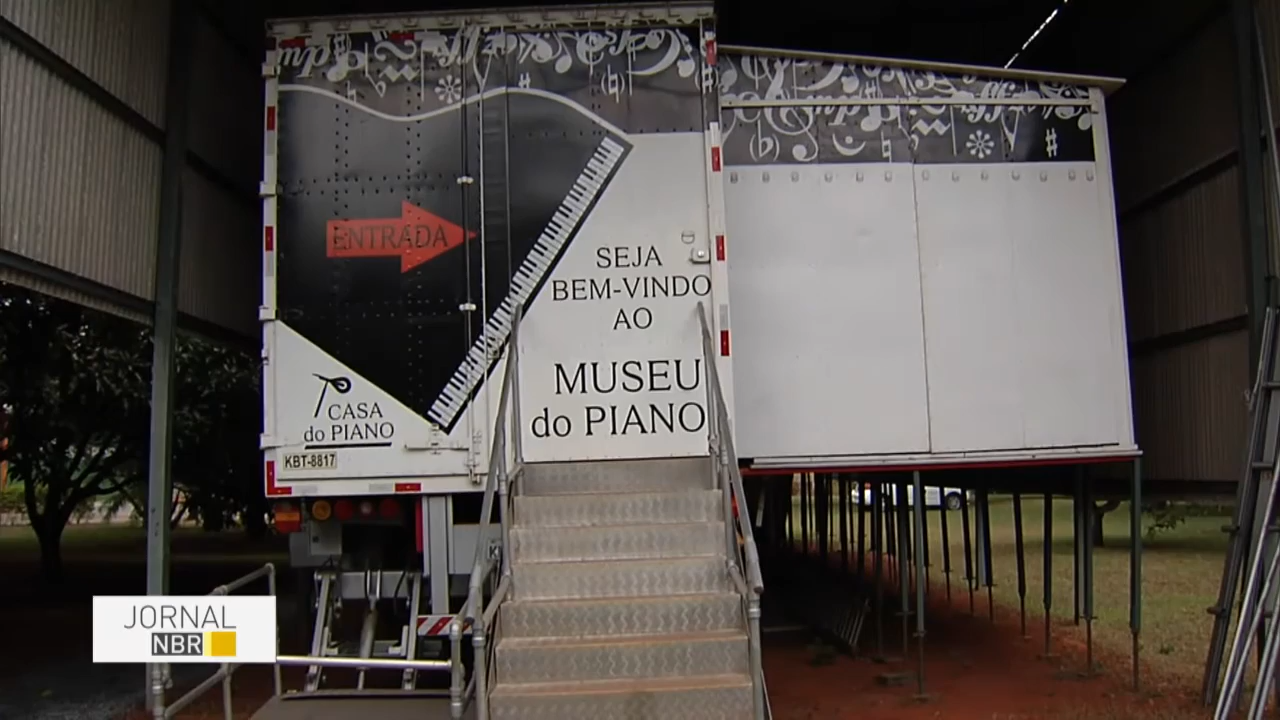 ENTRADA
SEJA
BEM-VINDO
AO
MUSEU
do PIANO
CASA
do PIANO
KBT-8817
JORNAL
NBR